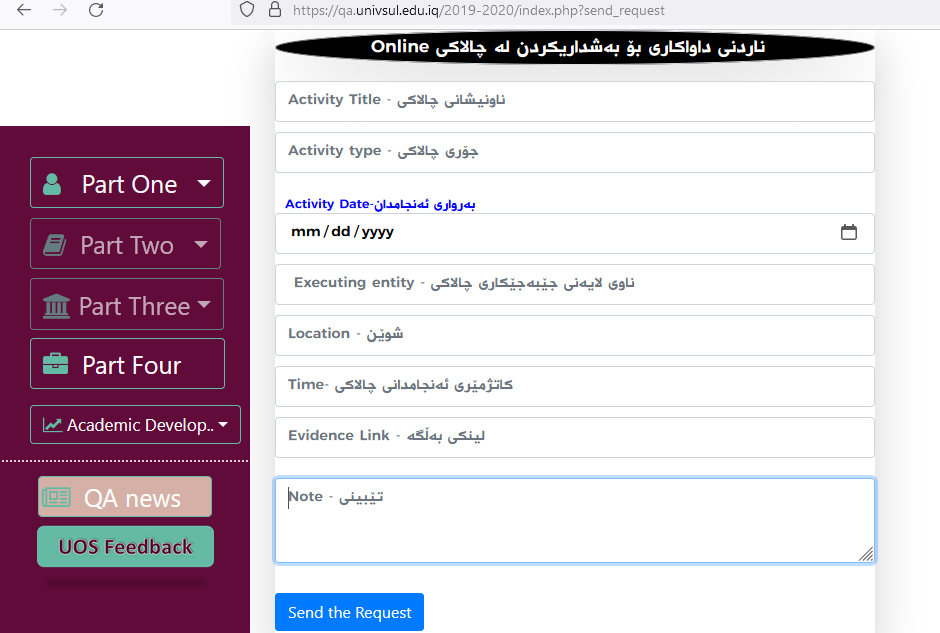 https://qa.univsul.edu.iq/2019-2020/index.php?send_request
ناردنی داواکاری بۆ بەشداریکردن لە چالاکی Online
Activity Title - ناونیشانی چالاکی
Activity type - جۆری چالاکی
Activity Date-بەرواری ئەنجامدان
mm/dd/yyyy
Executing entity - ناوی لایەنی جێبەجێکاری چالاکی
Location - شوێن
Time- کاتژمێری ئەنجامدانی چالاکی
Evidence Link - لینکی بەڵگە
Note - تێبینی
Send the Request
Part One
Part Two
Part Three
Part Four
Academic Develop..
QA news
UOS Feedback